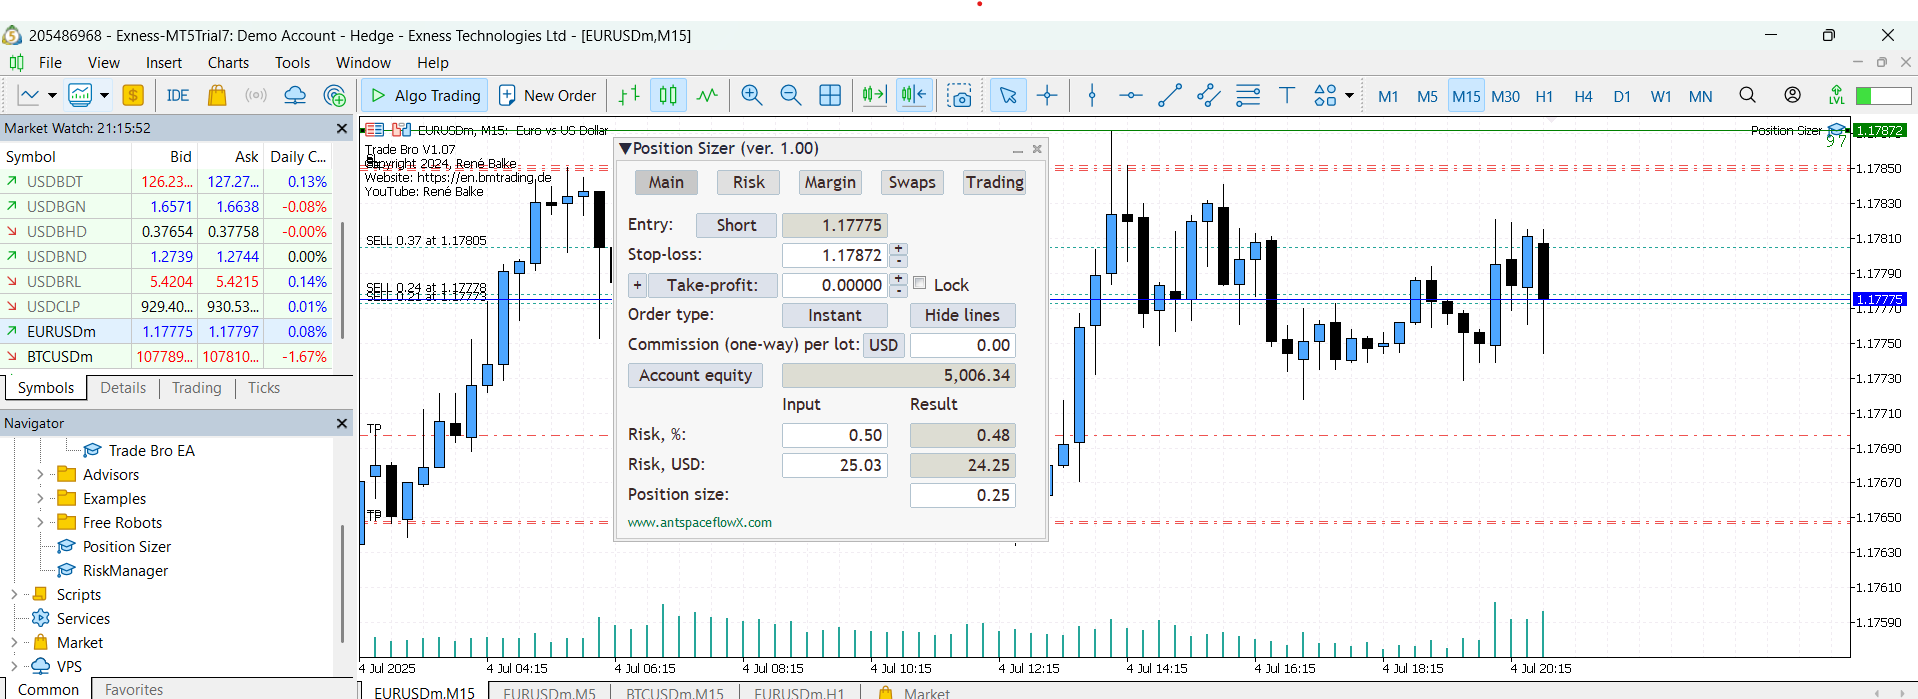 205486968 - Exness-MT5Trial7: Demo Account - Hedge - Exness Technologies Ltd - [EURUSDm,M15]
File View Insert Charts Tools Window Help
IDE Algo Trading New Order M1 M5 M15 M30 H1 H4 D1 W1 MN LVL
Market Watch: 21:15:52
Symbol Bid Ask Daily C...
USDBDT 126.23... 127.27... 0.13%
USDBGN 1.6571 1.6638 -0.08%
USDBHD 0.37654 0.37758 -0.00%
USDBND 1.2739 1.2744 0.00%
USDBRL 5.4204 5.4215 0.14%
USDCLP 929.40... 930.53... 0.01%
EURUSDm 1.17775 1.17797 0.08%
BTCUSDm 107789... 107810... -1.67%
Symbols Details Trading Ticks
Navigator
Trade Bro EA
Advisors
Examples
Free Robots
Position Sizer
RiskManager
Scripts
Services
Market
VPS
Common Favorites
EURUSDm, M15: Euro vs US Dollar
Trade Bro V1.07
Copyright 2024, René Balke
Website: https://en.bmtrading.de
YouTube: René Balke
SELL 0.37 at 1.17805
SELL 0.24 at 1.17778
SELL 0.21 at 1.17773
TP
TP
Position Sizer (ver. 1.00)
Main Risk Margin Swaps Trading
Entry: Short 1.17775
Stop-loss: 1.17872 + -
+ Take-profit: 0.00000 + - Lock
Order type: Instant Hide lines
Commission (one-way) per lot: USD 0.00
Account equity 5,006.34
Input Result
Risk, %: 0.50 0.48
Risk, USD: 25.03 24.25
Position size: 0.25
www.antspaceflowX.com
Position Sizer
97
1.17872
1.17850
1.17830
1.17810
1.17790
1.17775
1.17770
1.17750
1.17730
1.17710
1.17690
1.17670
1.17650
1.17630
1.17610
1.17590
4 Jul 2025 4 Jul 04:15 4 Jul 06:15 4 Jul 08:15 4 Jul 10:15 4 Jul 12:15 4 Jul 14:15 4 Jul 16:15 4 Jul 18:15 4 Jul 20:15
EURUSDm,M15 EURUSDm,M5 BTCUSDm,M15 EURUSDm,H1 Market